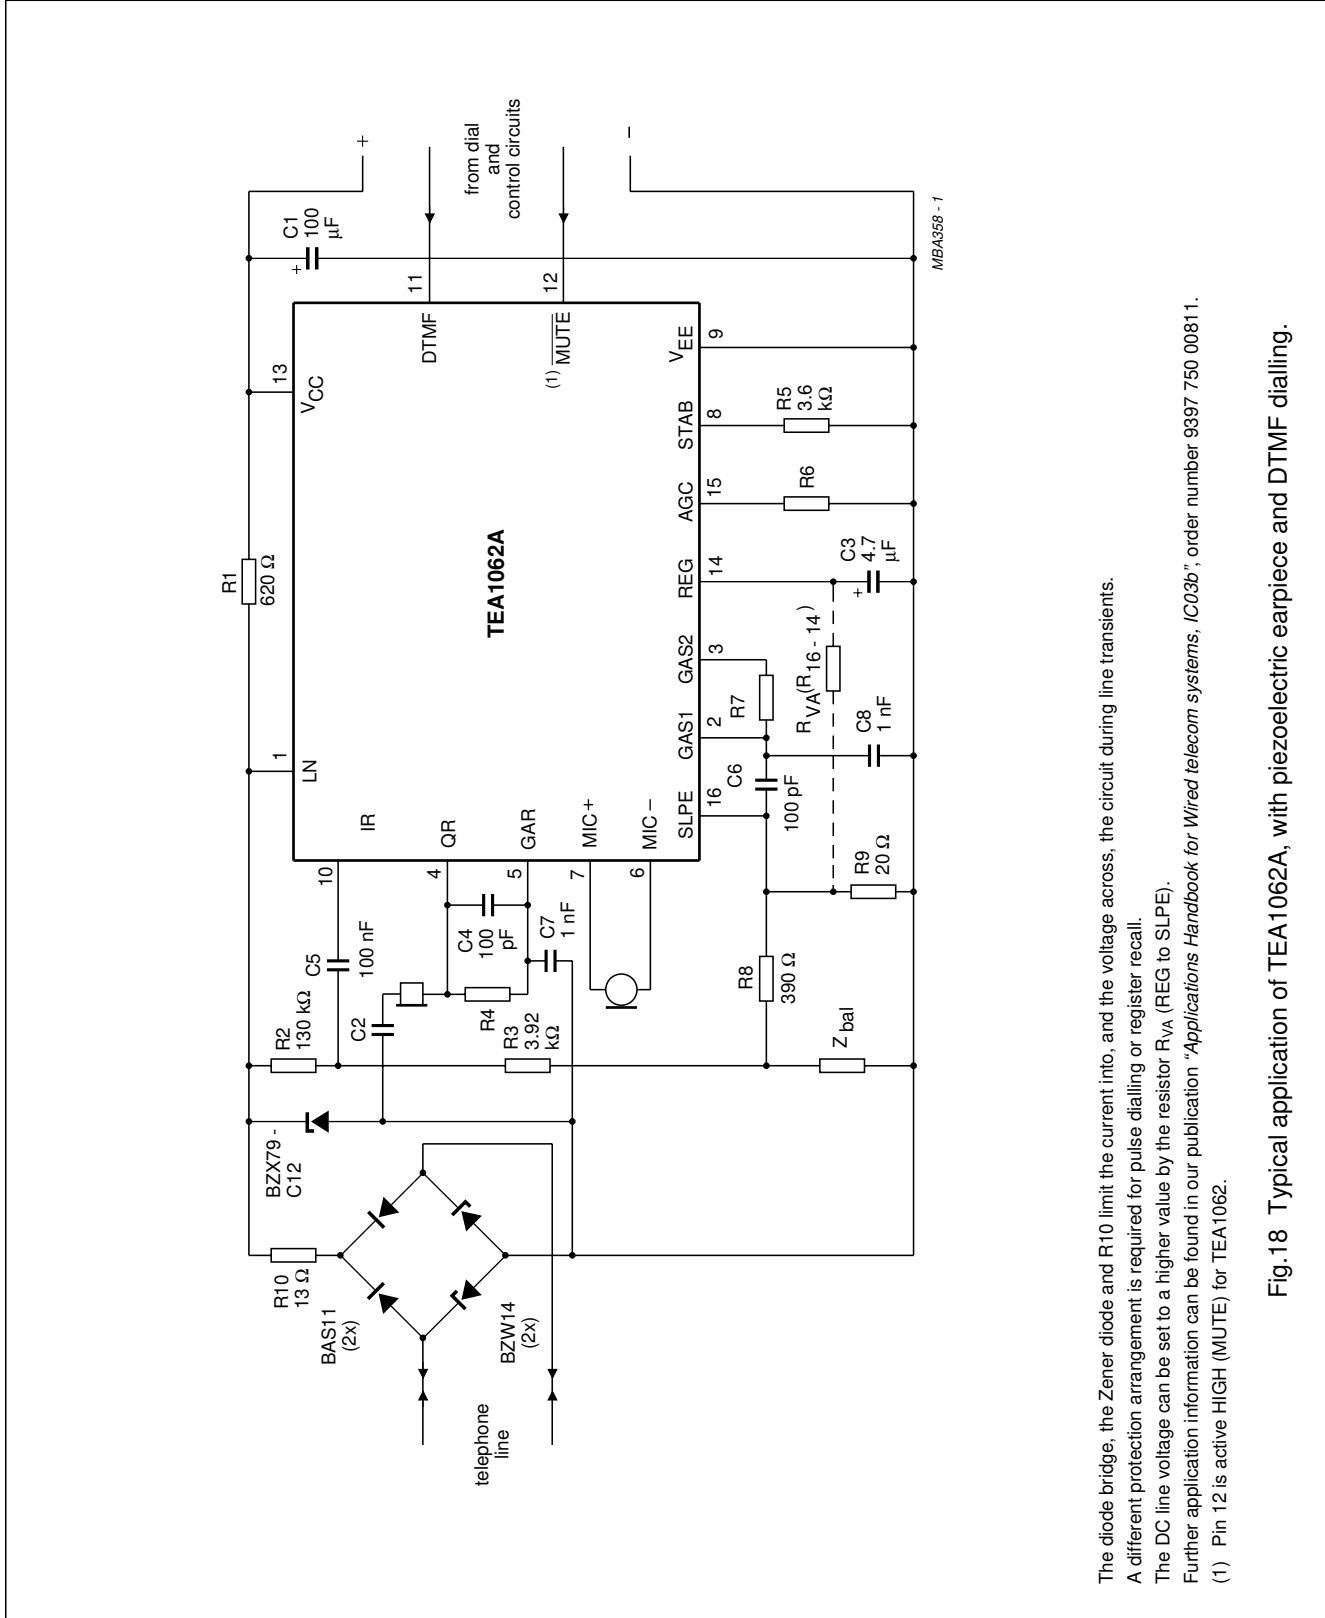 R1
620 Ω
C1
100
μF
+
+
R10
13 Ω
BZX79 -
C12
R2
130 kΩ
C5
100 nF
10
IR
1
LN
13
VCC
11
DTMF
from dial
and
control circuits
12
(1) MUTE
−
BAS11
(2x)
C2
4
QR
C4
100
pF
5
GAR
TEA1062A
telephone
line
BZW14
(2x)
R4
R3
3.92
kΩ
C7
1 nF
7
MIC+
6
MIC−
SLPE
16
GAS1
2
GAS2
3
REG
14
AGC
15
STAB
8
VEE
9
R8
390 Ω
C6
100 pF
R7
RVA(R16 - 14)
R6
R5
3.6
kΩ
Zbal
R9
20 Ω
C8
1 nF
+
C3
4.7
μF
MBA358 - 1
The diode bridge, the Zener diode and R10 limit the current into, and the voltage across, the circuit during line transients.
A different protection arrangement is required for pulse dialling or register recall.
The DC line voltage can be set to a higher value by the resistor RVA (REG to SLPE).
Further application information can be found in our publication “Applications Handbook for Wired telecom systems, IC03b”, order number 9397 750 00811.
(1) Pin 12 is active HIGH (MUTE) for TEA1062.
Fig.18 Typical application of TEA1062A, with piezoelectric earpiece and DTMF dialling.